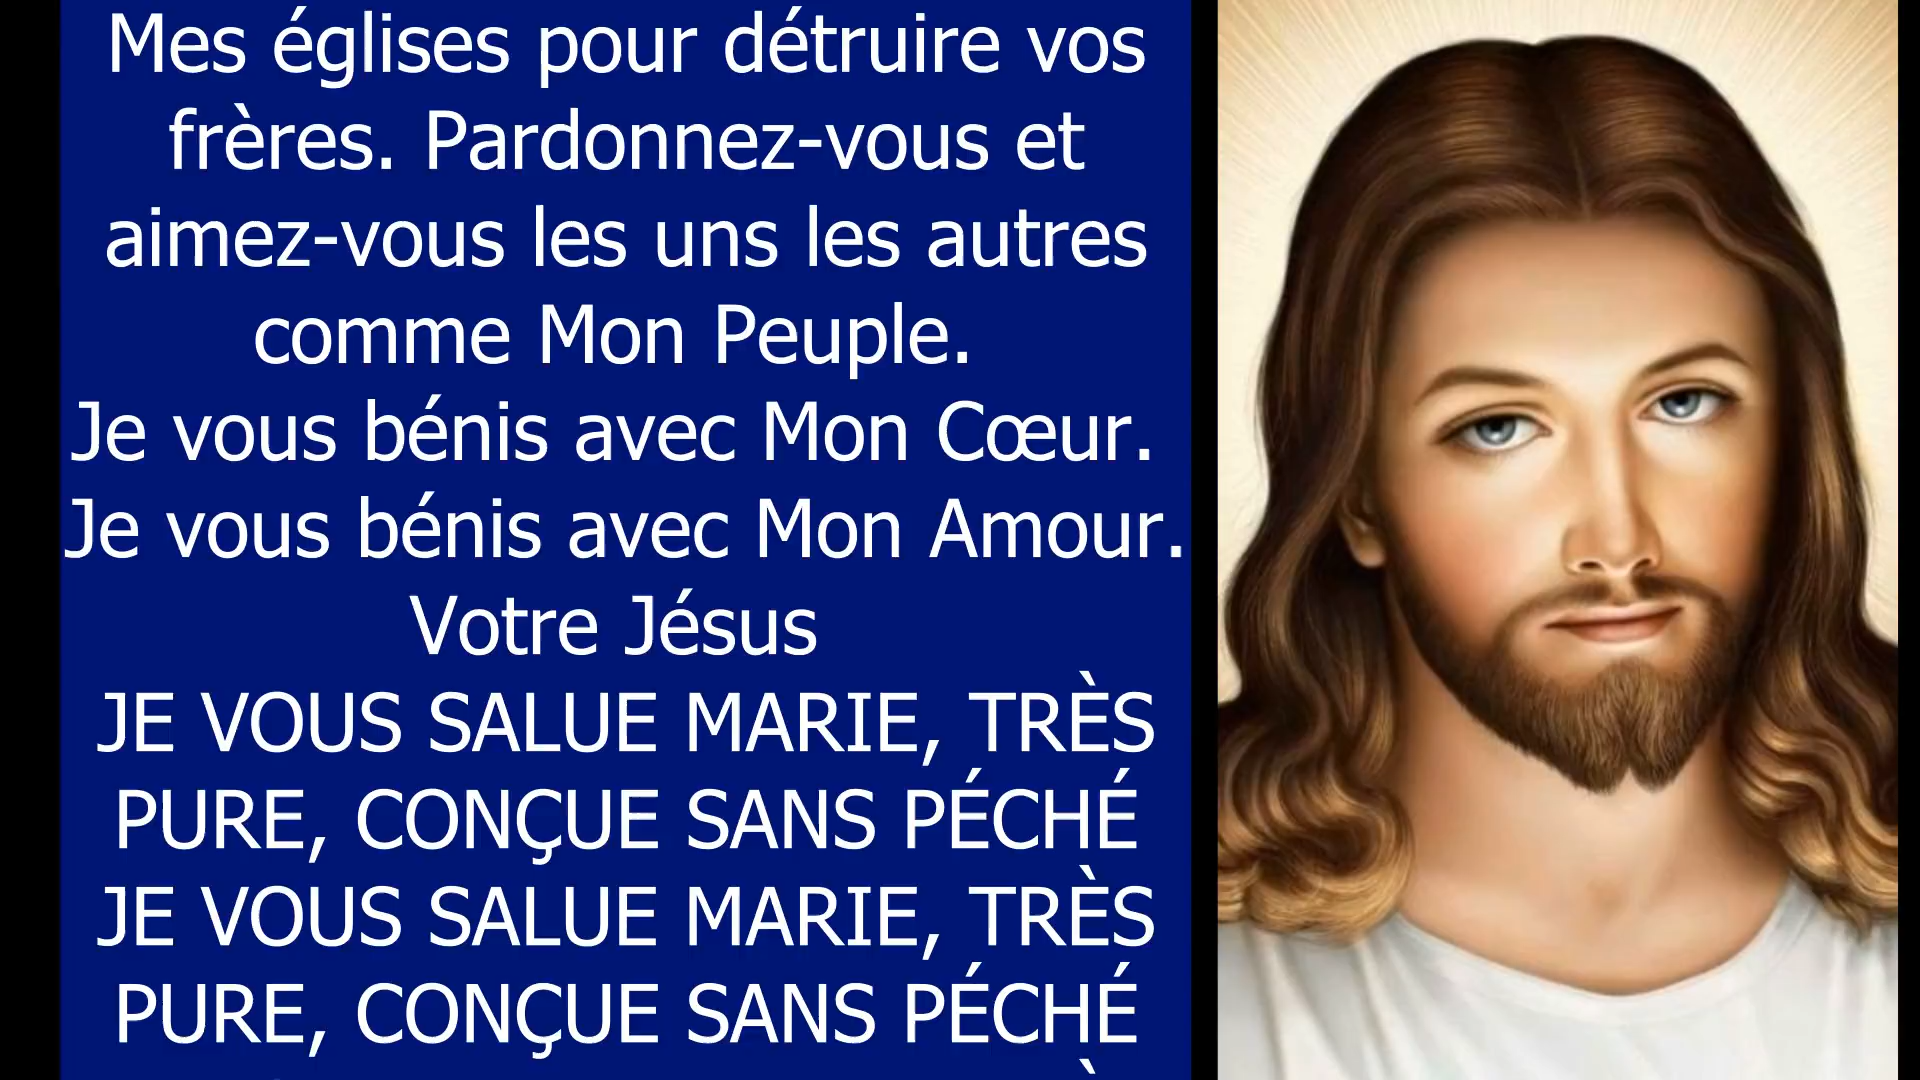 Mes églises pour détruire vos
frères. Pardonnez-vous et
aimez-vous les uns les autres
comme Mon Peuple.
Je vous bénis avec Mon Cœur.
Je vous bénis avec Mon Amour.
Votre Jésus
JE VOUS SALUE MARIE, TRÈS
PURE, CONÇUE SANS PÉCHÉ
JE VOUS SALUE MARIE, TRÈS
PURE, CONÇUE SANS PÉCHÉ